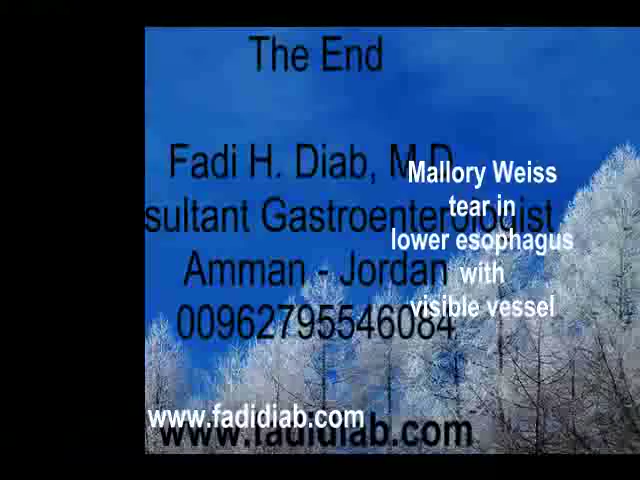 The End
Fadi H. Diab, M.D
sultant Gastroenterologist
Amman - Jordan
00962795546084
www.fadidiab.com
Mallory Weiss
tear in
lower esophagus
with
visible vessel
www.fadidiab.com